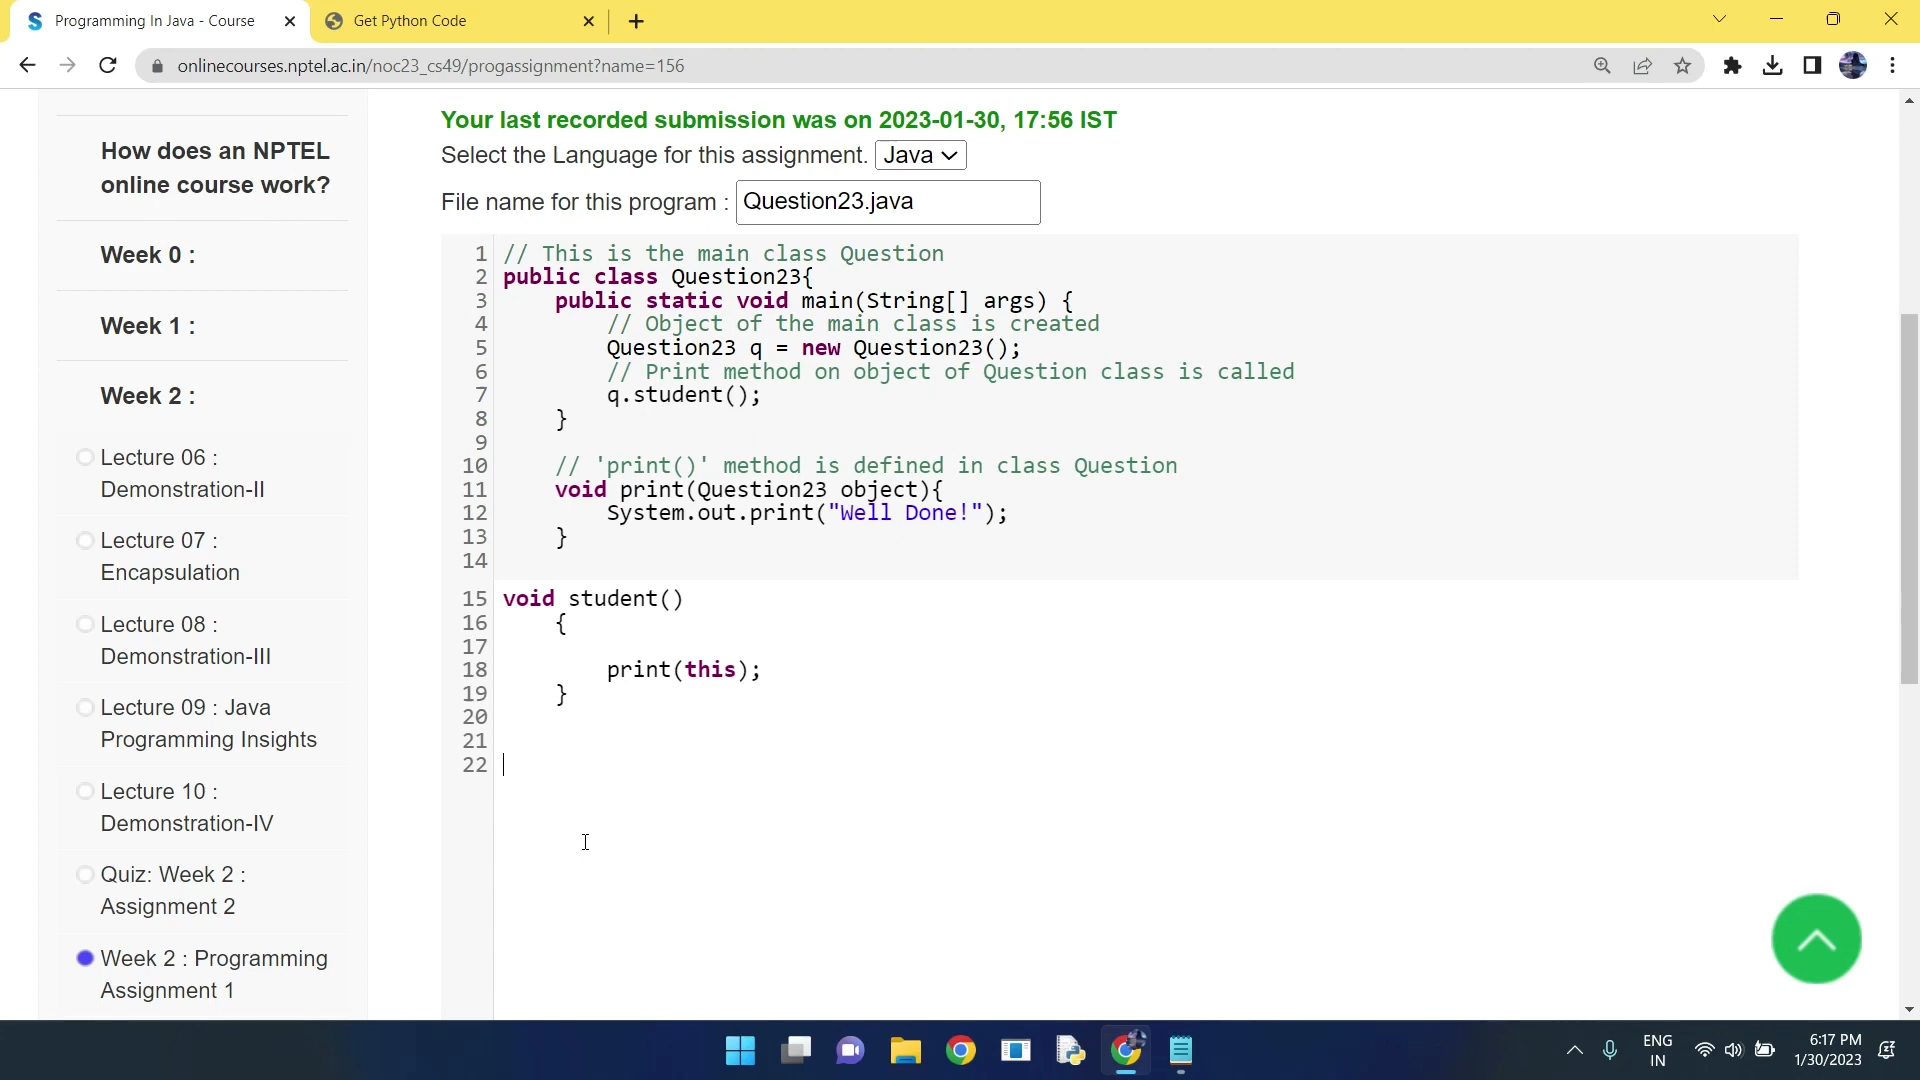 Programming In Java - Course
Get Python Code
onlinecourses.nptel.ac.in/noc23_cs49/progassignment?name=156
How does an NPTEL
online course work?
Week 0 :
Week 1 :
Week 2 :
Lecture 06 :
Demonstration-II
Lecture 07 :
Encapsulation
Lecture 08 :
Demonstration-III
Lecture 09 : Java
Programming Insights
Lecture 10 :
Demonstration-IV
Quiz: Week 2 :
Assignment 2
Week 2 : Programming
Assignment 1
Your last recorded submission was on 2023-01-30, 17:56 IST
Select the Language for this assignment. Java
File name for this program : Question23.java
1 // This is the main class Question
2 public class Question23{
3 public static void main(String[] args) {
4 // Object of the main class is created
5 Question23 q = new Question23();
6 // Print method on object of Question class is called
7 q.student();
8 }
9
10 // 'print()' method is defined in class Question
11 void print(Question23 object){
12 System.out.print("Well Done!");
13 }
14
15 void student()
16 {
17
18 print(this);
19 }
20
21
22
ENG
IN
6:17 PM
1/30/2023